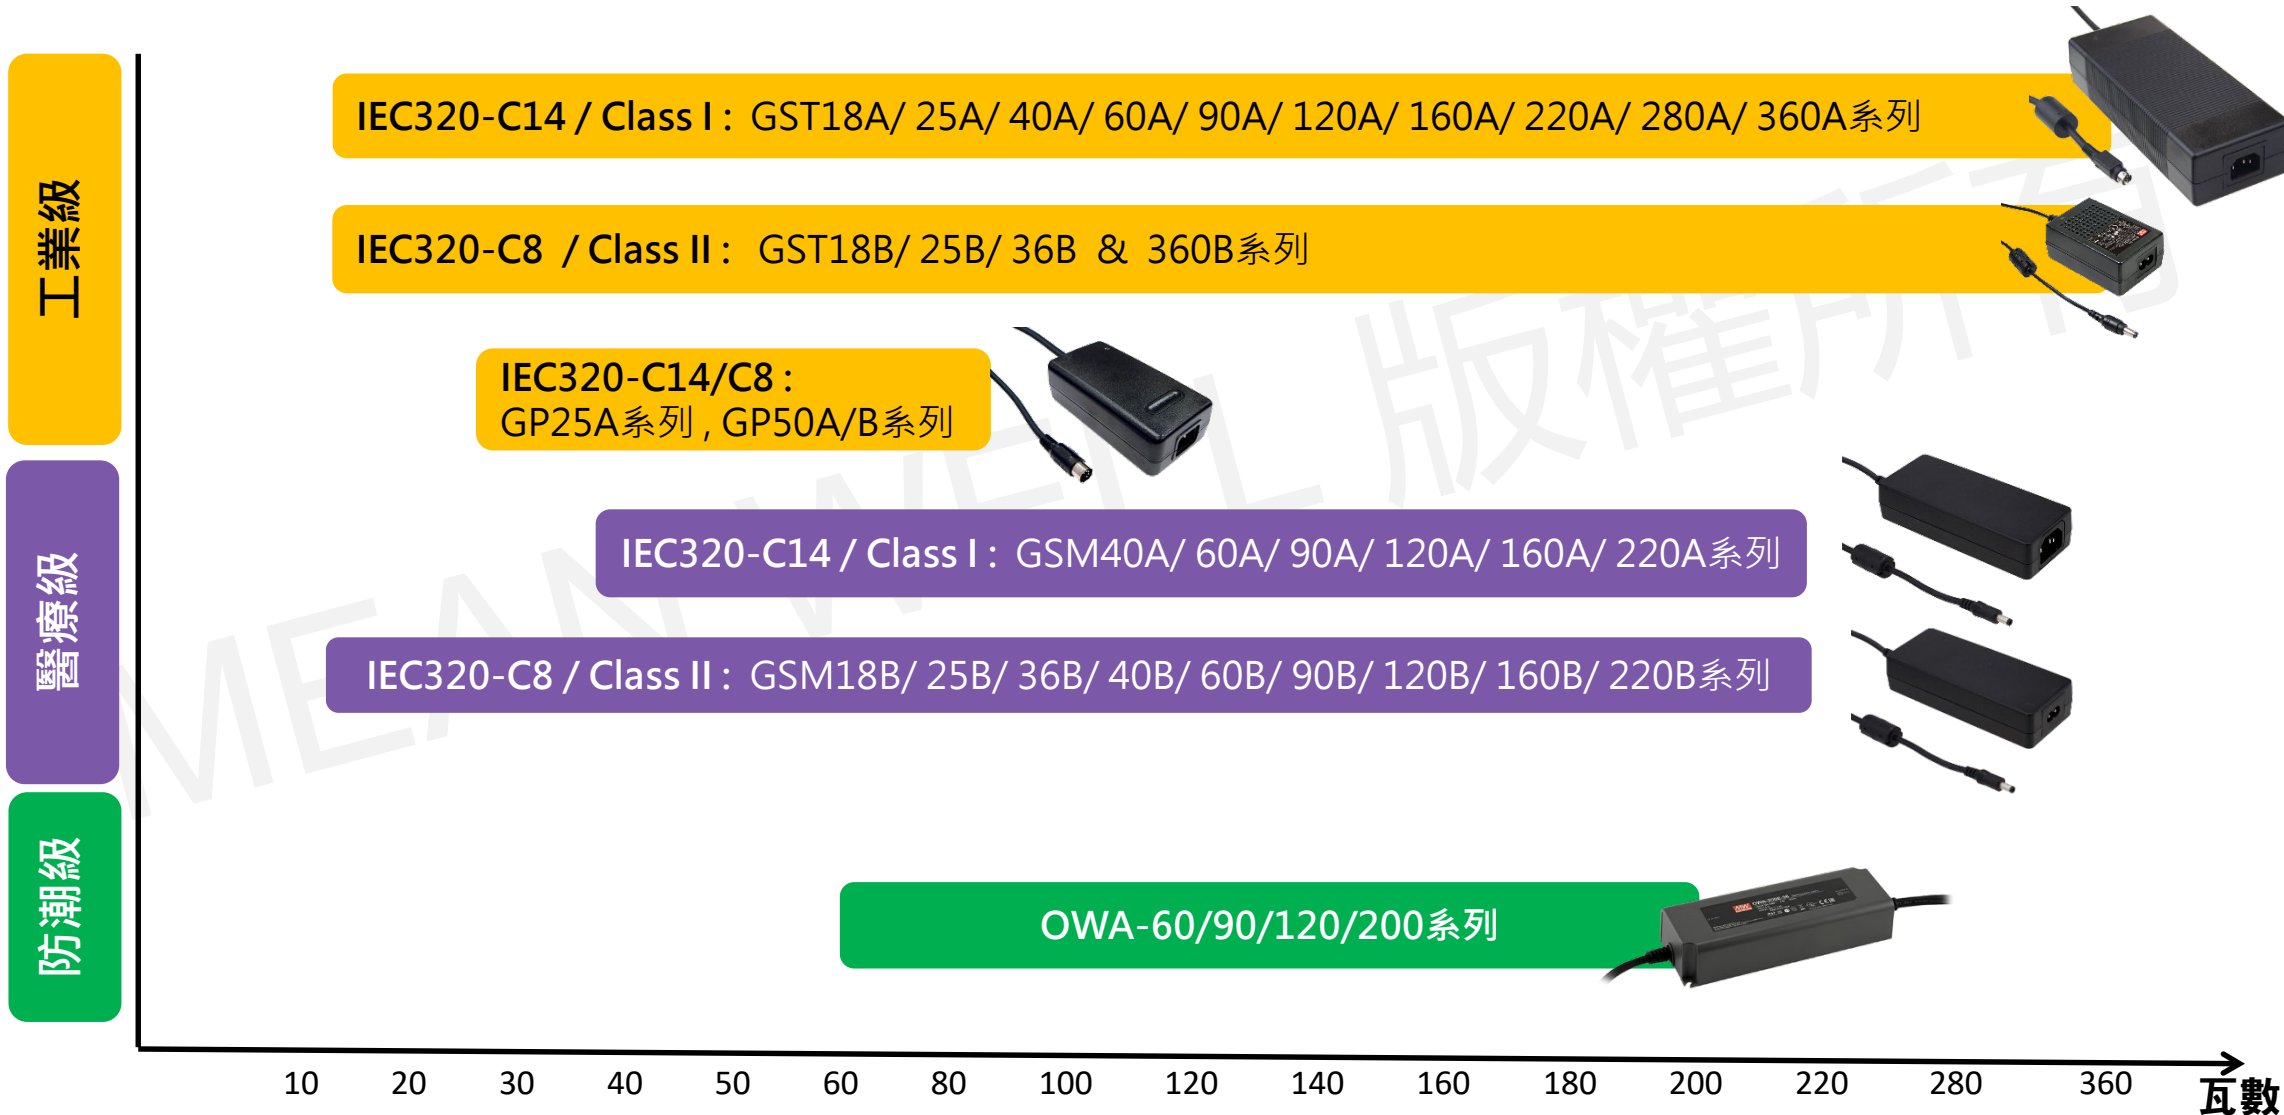 工業級
IEC320-C14 / Class I : GST18A/ 25A/ 40A/ 60A/ 90A/ 120A/ 160A/ 220A/ 280A/ 360A系列
IEC320-C8 / Class II : GST18B/ 25B/ 36B & 360B系列
IEC320-C14/C8 :
GP25A系列 , GP50A/B系列
醫療級
IEC320-C14 / Class I : GSM40A/ 60A/ 90A/ 120A/ 160A/ 220A系列
IEC320-C8 / Class II : GSM18B/ 25B/ 36B/ 40B/ 60B/ 90B/ 120B/ 160B/ 220B系列
防潮級
OWA-60/90/120/200系列
10 20 30 40 50 60 80 100 120 140 160 180 200 220 280 360 瓦數
MEAN WELL 版權所有